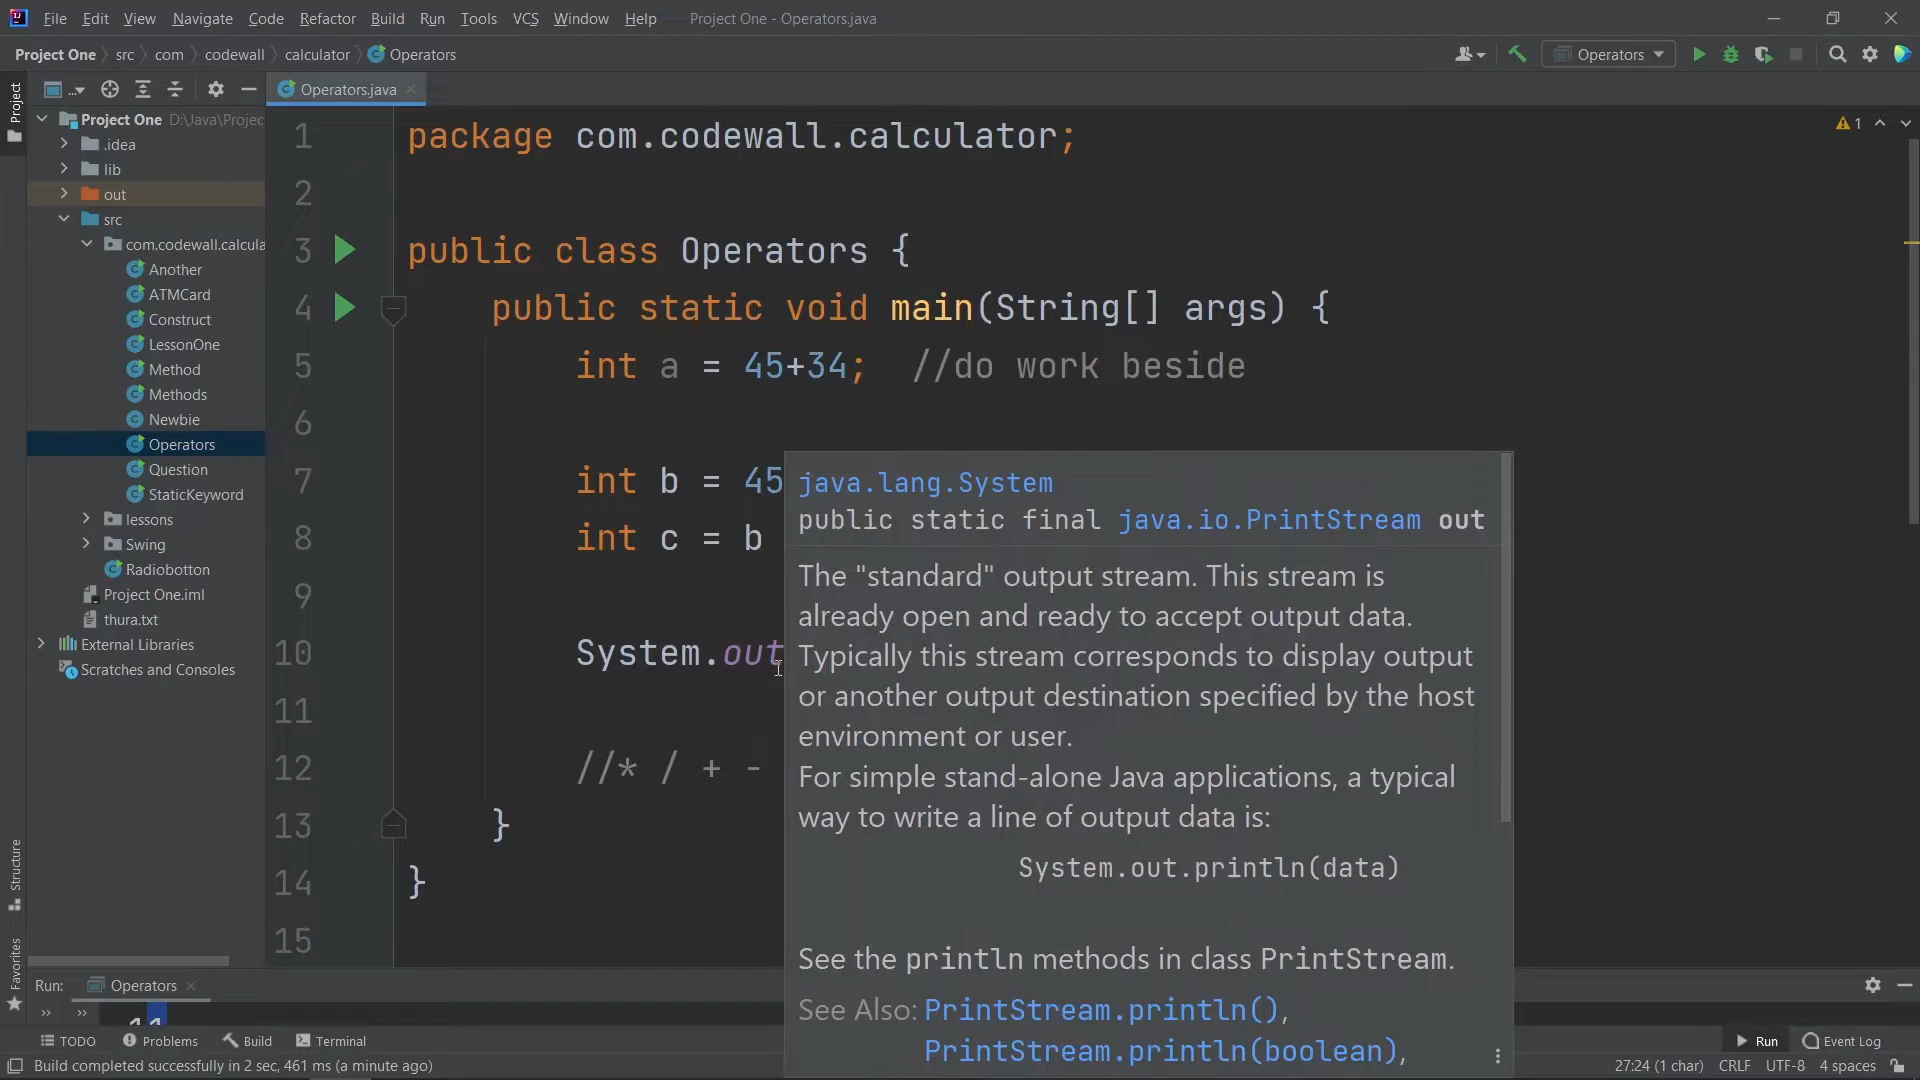 File Edit View Navigate Code Refactor Build Run Tools VCS Window Help Project One - Operators.java
Project One src com codewall calculator Operators
Operators
Project
...
Operators.java
Project One D:\Java\Projec
.idea
lib
out
src
com.codewall.calcula
Another
ATMCard
Construct
LessonOne
Method
Methods
Newbie
Operators
Question
StaticKeyword
lessons
Swing
Radiobotton
Project One.iml
thura.txt
External Libraries
Scratches and Consoles
Structure
Favorites
1 package com.codewall.calculator;
2
3 public class Operators {
4 public static void main(String[] args) {
5 int a = 45+34; //do work beside
6
7 int b = 45
8 int c = b
9
10 System.out
11
12 //* / + -
13 }
14 }
15
1
java.lang.System
public static final java.io.PrintStream out
The "standard" output stream. This stream is
already open and ready to accept output data.
Typically this stream corresponds to display output
or another output destination specified by the host
environment or user.
For simple stand-alone Java applications, a typical
way to write a line of output data is:
System.out.println(data)
See the println methods in class PrintStream.
See Also: PrintStream.println(),
PrintStream.println(boolean),
Run: Operators
TODO Problems Build Terminal Run Event Log
Build completed successfully in 2 sec, 461 ms (a minute ago) 27:24 (1 char) CRLF UTF-8 4 spaces